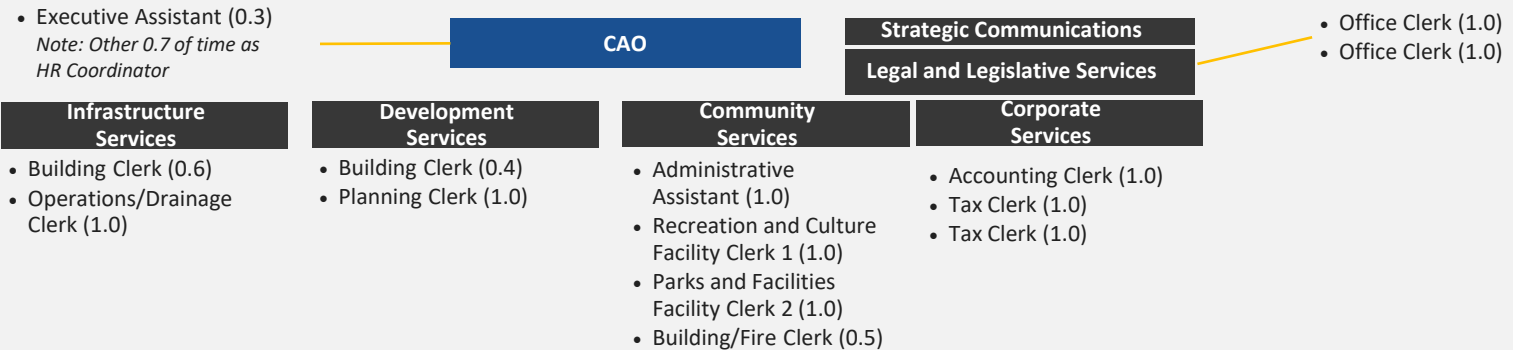 • Executive Assistant (0.3)
Note: Other 0.7 of time as
HR Coordinator
CAO
Strategic Communications
Legal and Legislative Services
• Office Clerk (1.0)
• Office Clerk (1.0)
Infrastructure
Services
• Building Clerk (0.6)
• Operations/Drainage
Clerk (1.0)
Development
Services
• Building Clerk (0.4)
• Planning Clerk (1.0)
Community
Services
• Administrative
Assistant (1.0)
• Recreation and Culture
Facility Clerk 1 (1.0)
• Parks and Facilities
Facility Clerk 2 (1.0)
• Building/Fire Clerk (0.5)
Corporate
Services
• Accounting Clerk (1.0)
• Tax Clerk (1.0)
• Tax Clerk (1.0)